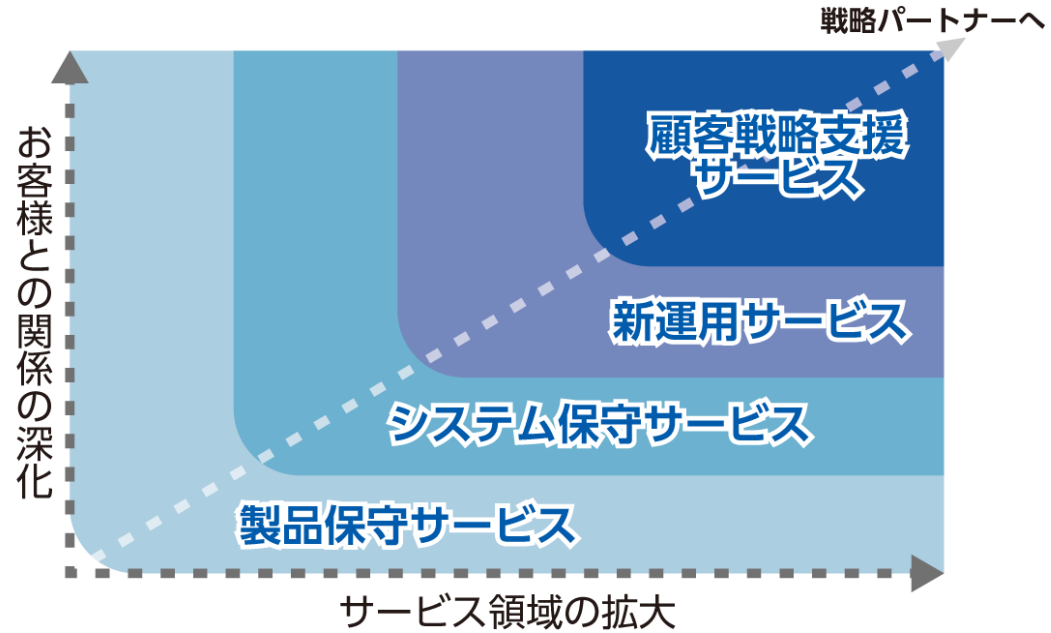 戦略パートナーへ
お客様との関係の深化
顧客戦略支援
サービス
新運用サービス
システム保守サービス
製品保守サービス
サービス領域の拡大